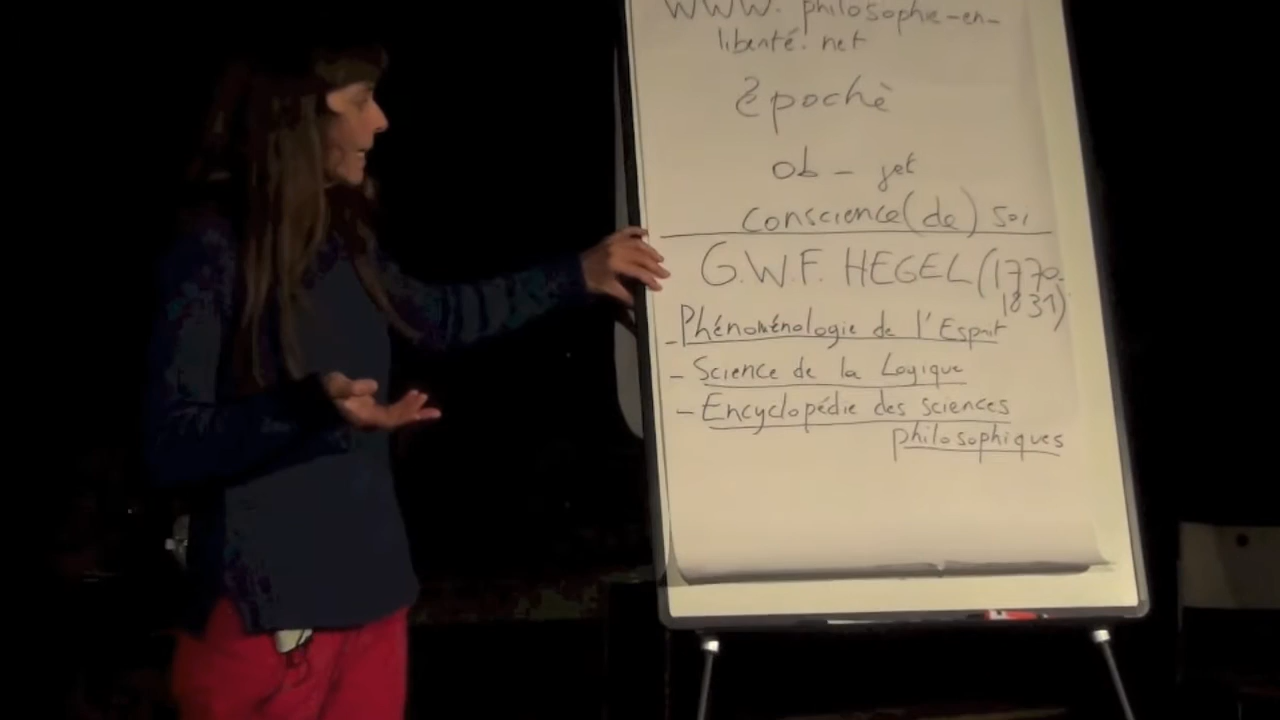 WWW. philosophie-en-
liberté. net
Epochè
Ob - jet
Conscience (de) soi
G.W.F. HEGEL (1770-
1831)
- Phénoménologie de l'Esprit
- Science de la Logique
- Encyclopédie des sciences
philosophiques